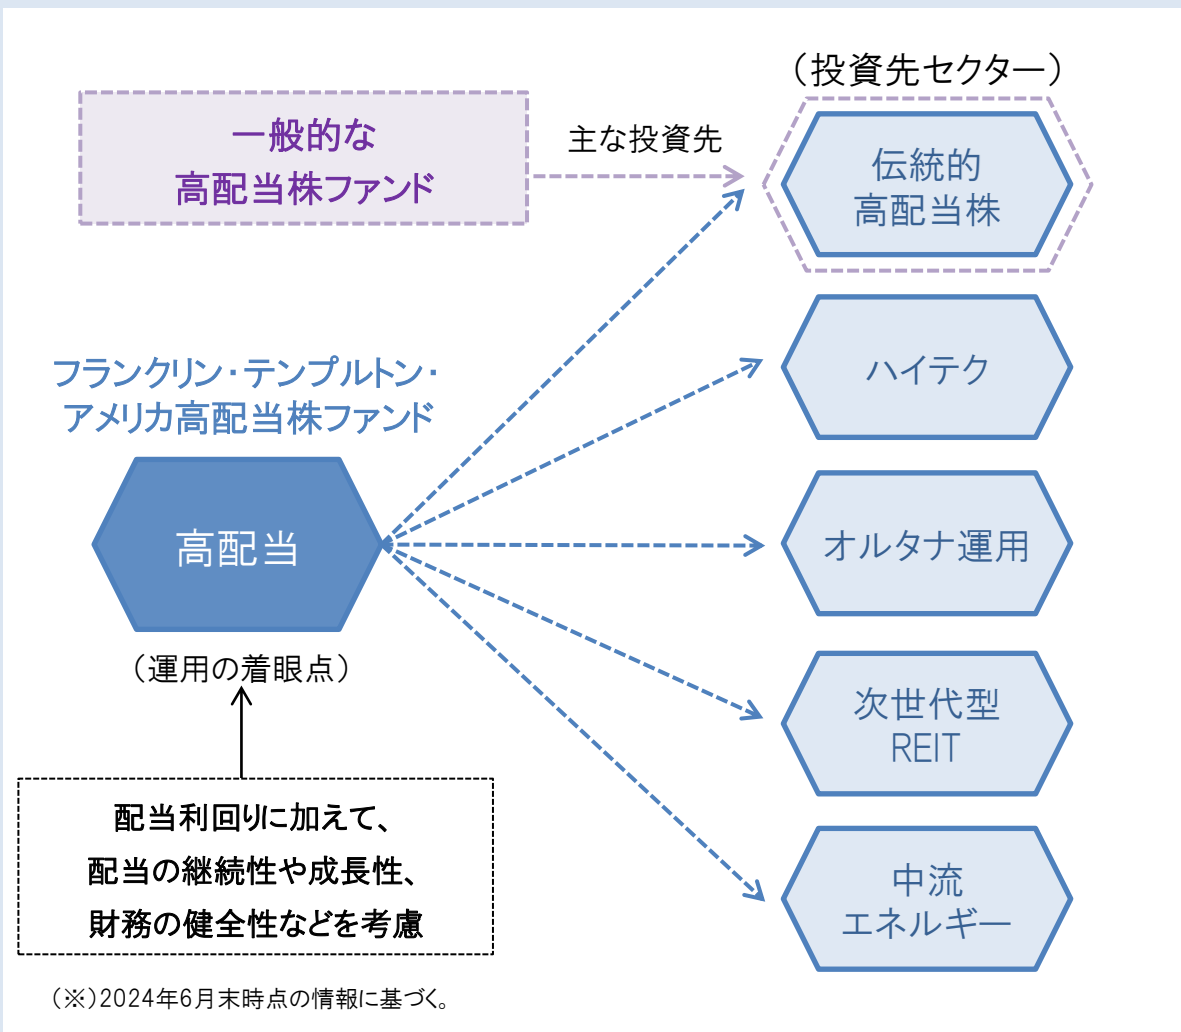 （投資先セクター）
一般的な
高配当株ファンド
主な投資先
伝統的
高配当株
フランクリン・テンプルトン・
アメリカ高配当株ファンド
高配当
（運用の着眼点）
配当利回りに加えて、
配当の継続性や成長性、
財務の健全性などを考慮
ハイテク
オルタナ運用
次世代型
REIT
中流
エネルギー
（※）2024年6月末時点の情報に基づく。